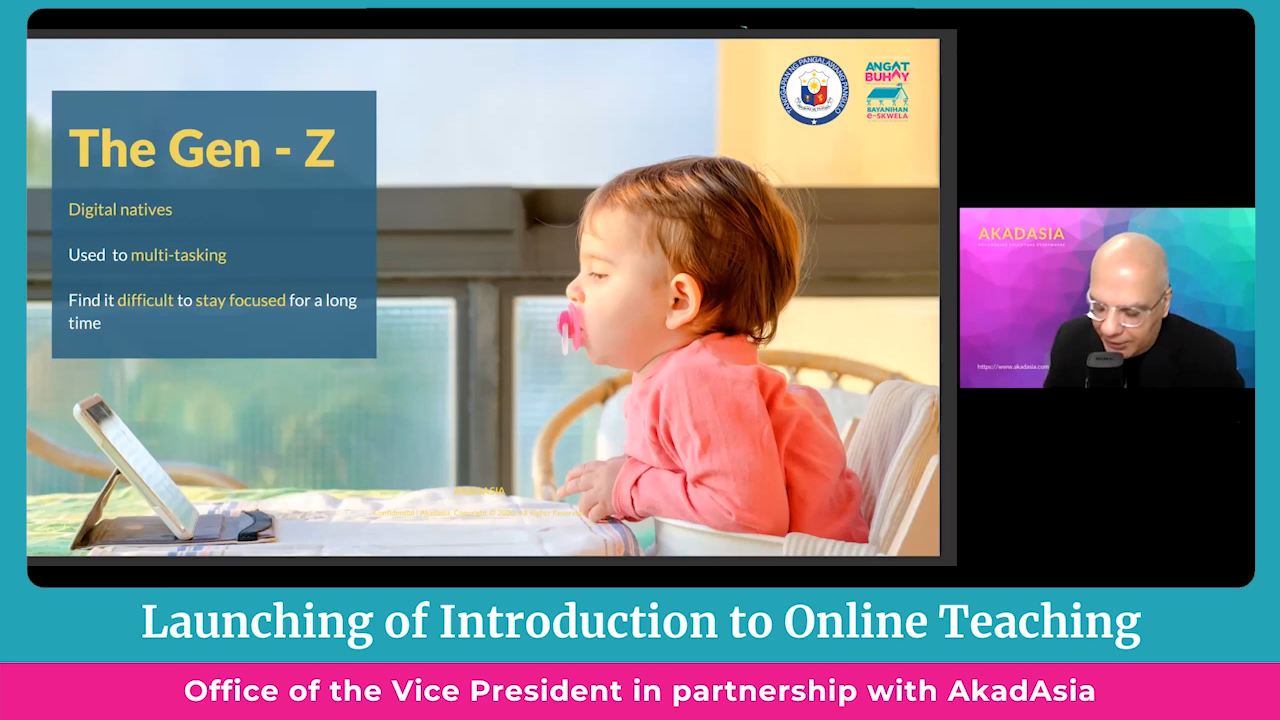 The Gen - Z
Digital natives
Used to multi-tasking
Find it difficult to stay focused for a long
time
ANGAT
BUHAY
BAYANIHAN
e-SKWELA
AKADASIA
https://www.akadasia.com
Launching of Introduction to Online Teaching
Office of the Vice President in partnership with AkadAsia